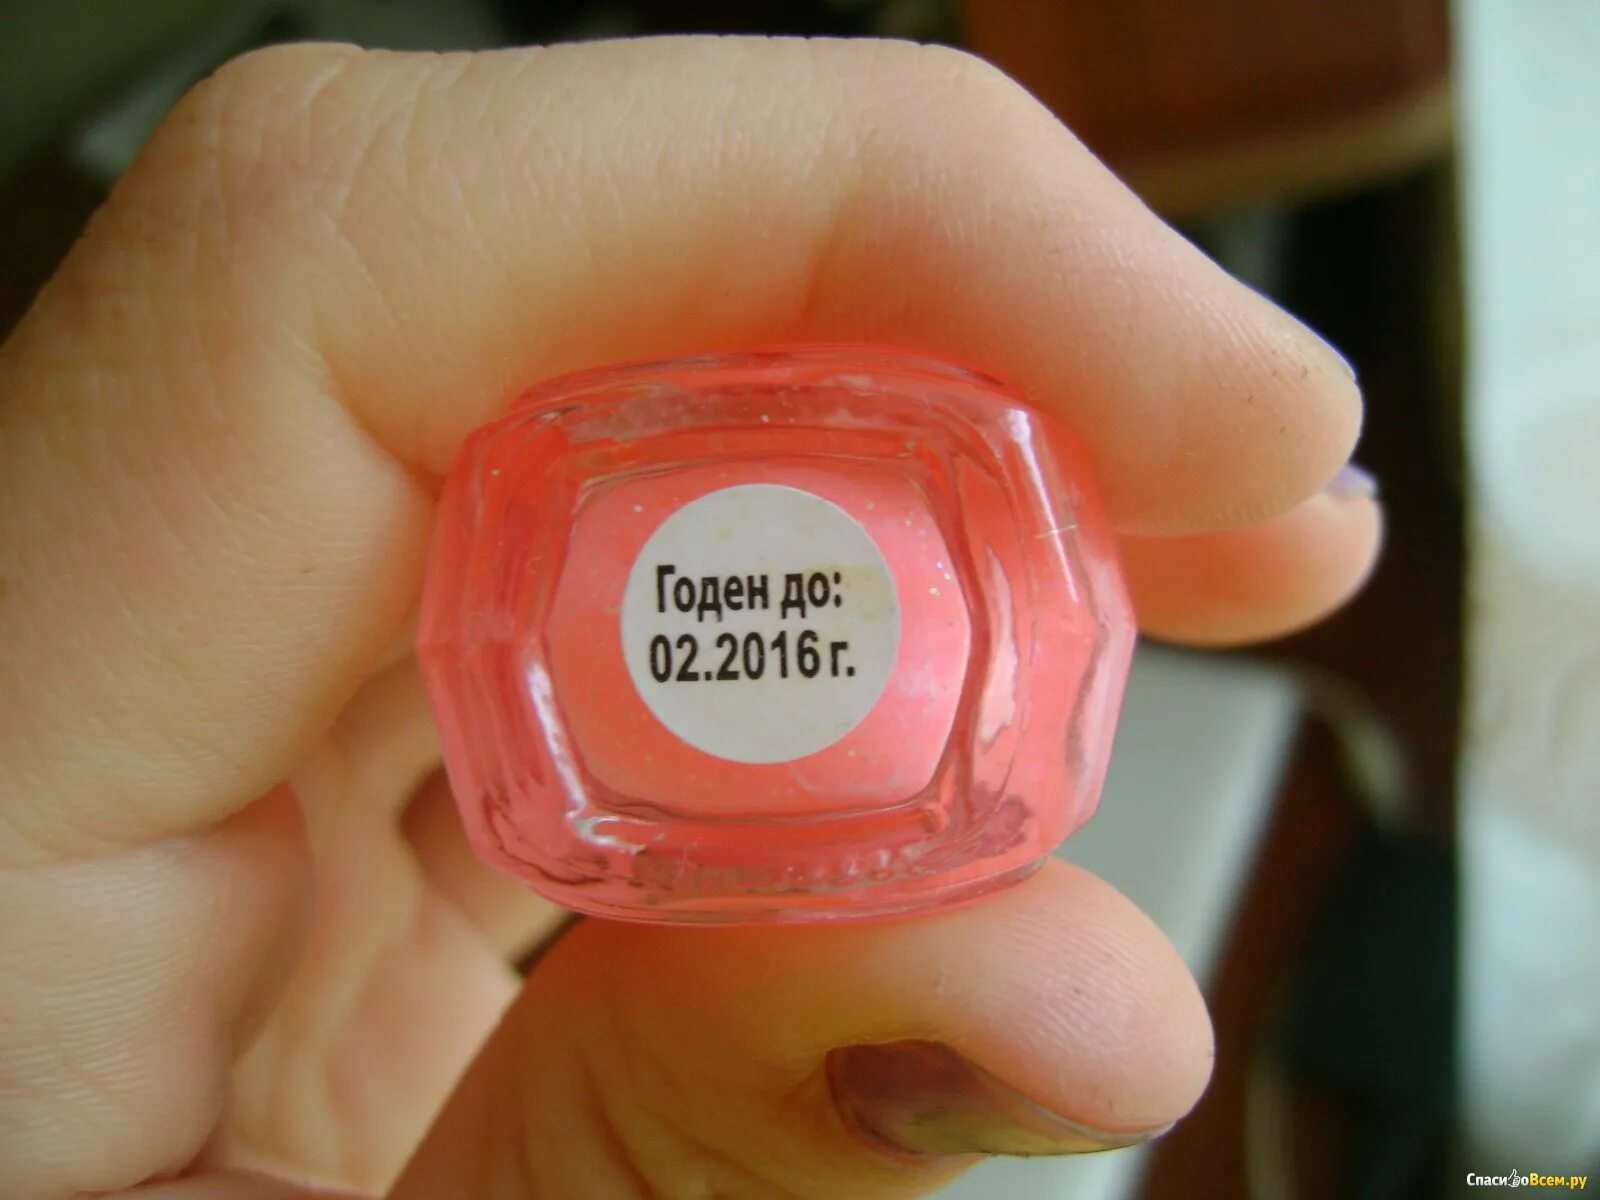 Годен до:
02.2016 г.
СпасибоВсем.ру